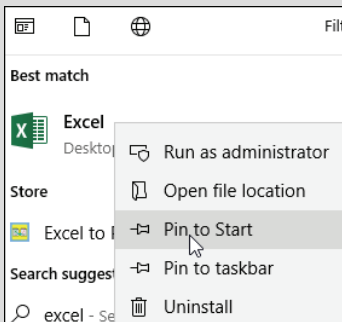 Filt
Best match
Excel
Deskto
Run as administrator
Store
Open file location
Excel to
Pin to Start
Search sugges
Pin to taskbar
excel - Se
Uninstall